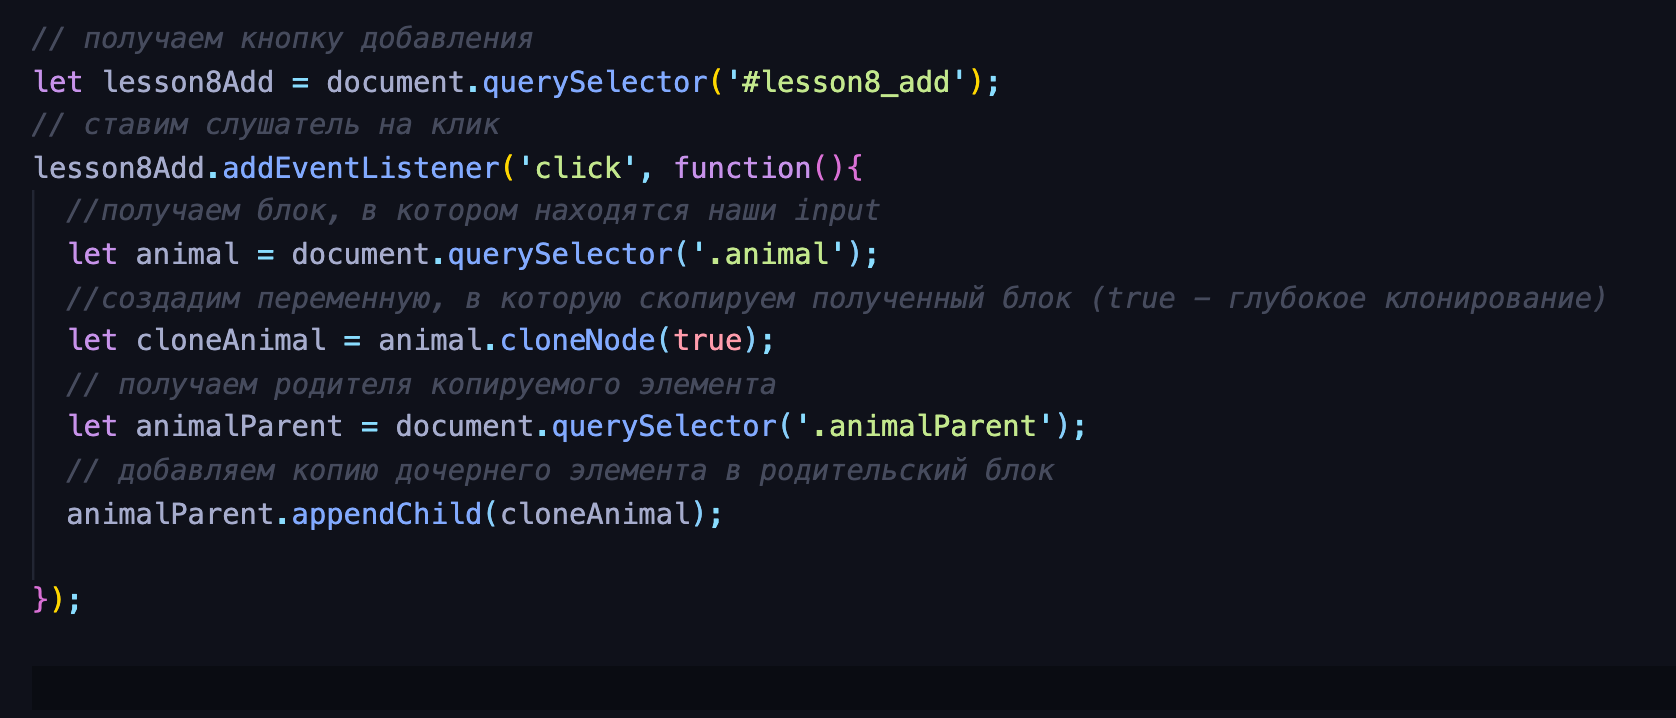 // получаем кнопку добавления
let lesson8Add = document.querySelector('#lesson8_add');
// ставим слушатель на клик
lesson8Add.addEventListener('click', function(){
//получаем блок, в котором находятся наши input
let animal = document.querySelector('.animal');
//создадим переменную, в которую скопируем полученный блок (true – глубокое клонирование)
let cloneAnimal = animal.cloneNode(true);
// получаем родителя копируемого элемента
let animalParent = document.querySelector('.animalParent');
// добавляем копию дочернего элемента в родительский блок
animalParent.appendChild(cloneAnimal);
});